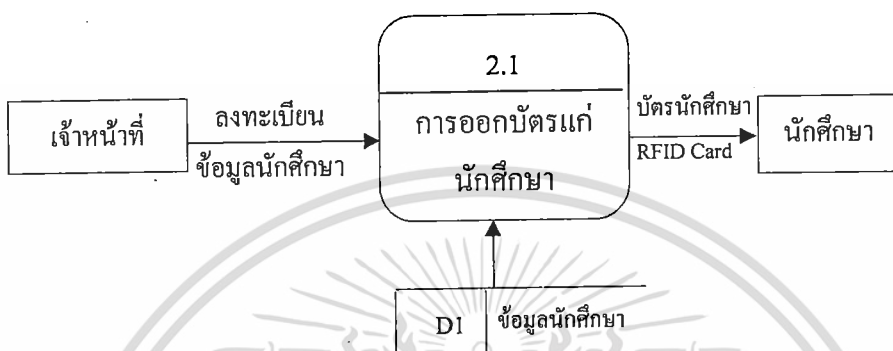 2.1
เจ้าหน้าที่
ลงทะเบียน
ข้อมูลนักศึกษา
การออกบัตรแก่
นักศึกษา
บัตรนักศึกษา
RFID Card
นักศึกษา
D1
ข้อมูลนักศึกษา